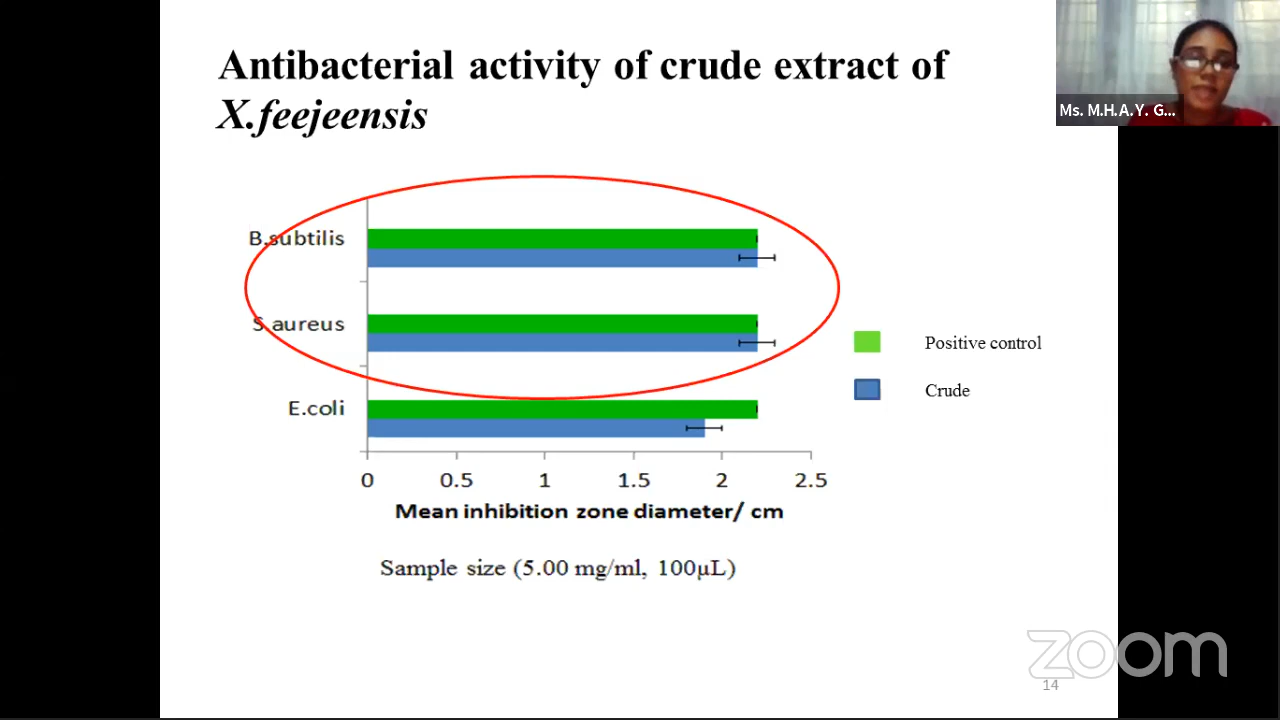 Antibacterial activity of crude extract of
X.feejeensis
Ms. M.H.A.Y. G...
B.subtilis
S.aureus
E.coli
Positive control
Crude
0 0.5 1 1.5 2 2.5
Mean inhibition zone diameter/ cm
Sample size (5.00 mg/ml, 100µL)
zoom
14